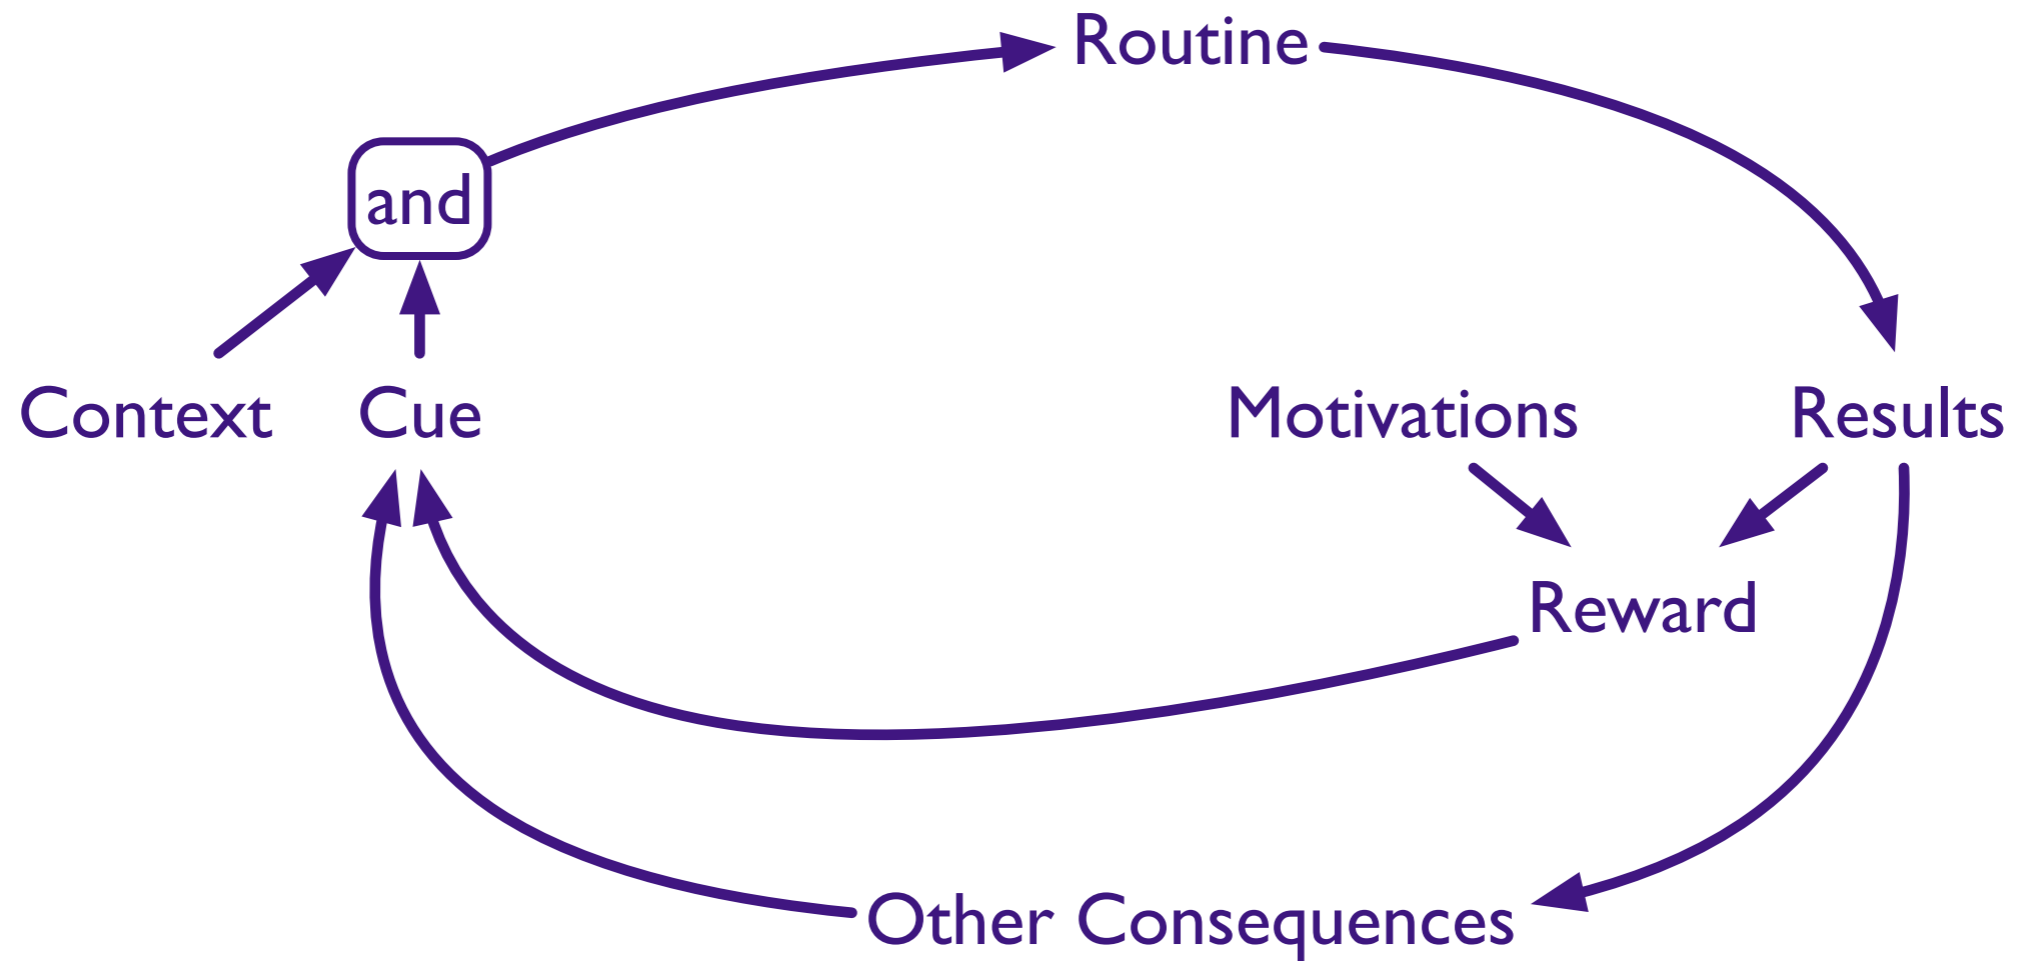 Routine
and
Context
Cue
Motivations
Results
Reward
Other Consequences